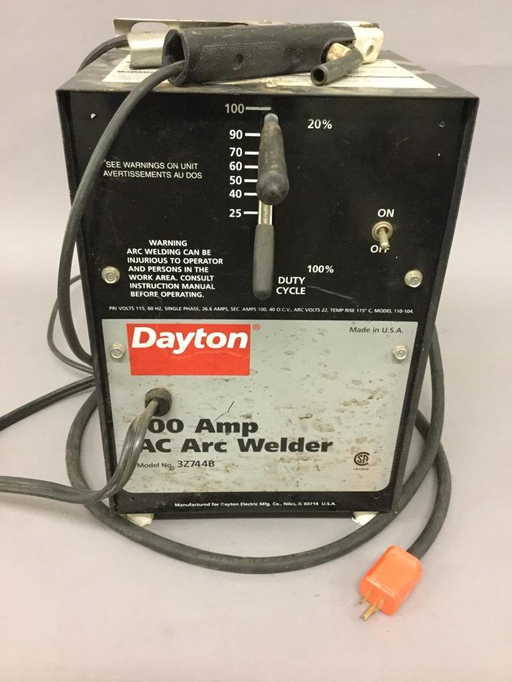 100
20%
90
70
60
50
40
25
*SEE WARNINGS ON UNIT
AVERTISSEMENTS AU DOS
ON
OFF
WARNING
ARC WELDING CAN BE
INJURIOUS TO OPERATOR
AND PERSONS IN THE
WORK AREA. CONSULT
INSTRUCTION MANUAL
BEFORE OPERATING.
100%
DUTY
CYCLE
PRI VOLTS 115, 60 HZ, SINGLE PHASE, 26.6 AMPS, SEC. AMPS 100, 40 O.C.V., ARC VOLTS 22, TEMP RISE 115° C, MODEL 110-104
Dayton®
Made in U.S.A.
00 Amp
AC Arc Welder
Model No. 3Z744B
Manufactured for Dayton Electric Mfg. Co., Niles, IL 60714 U.S.A.